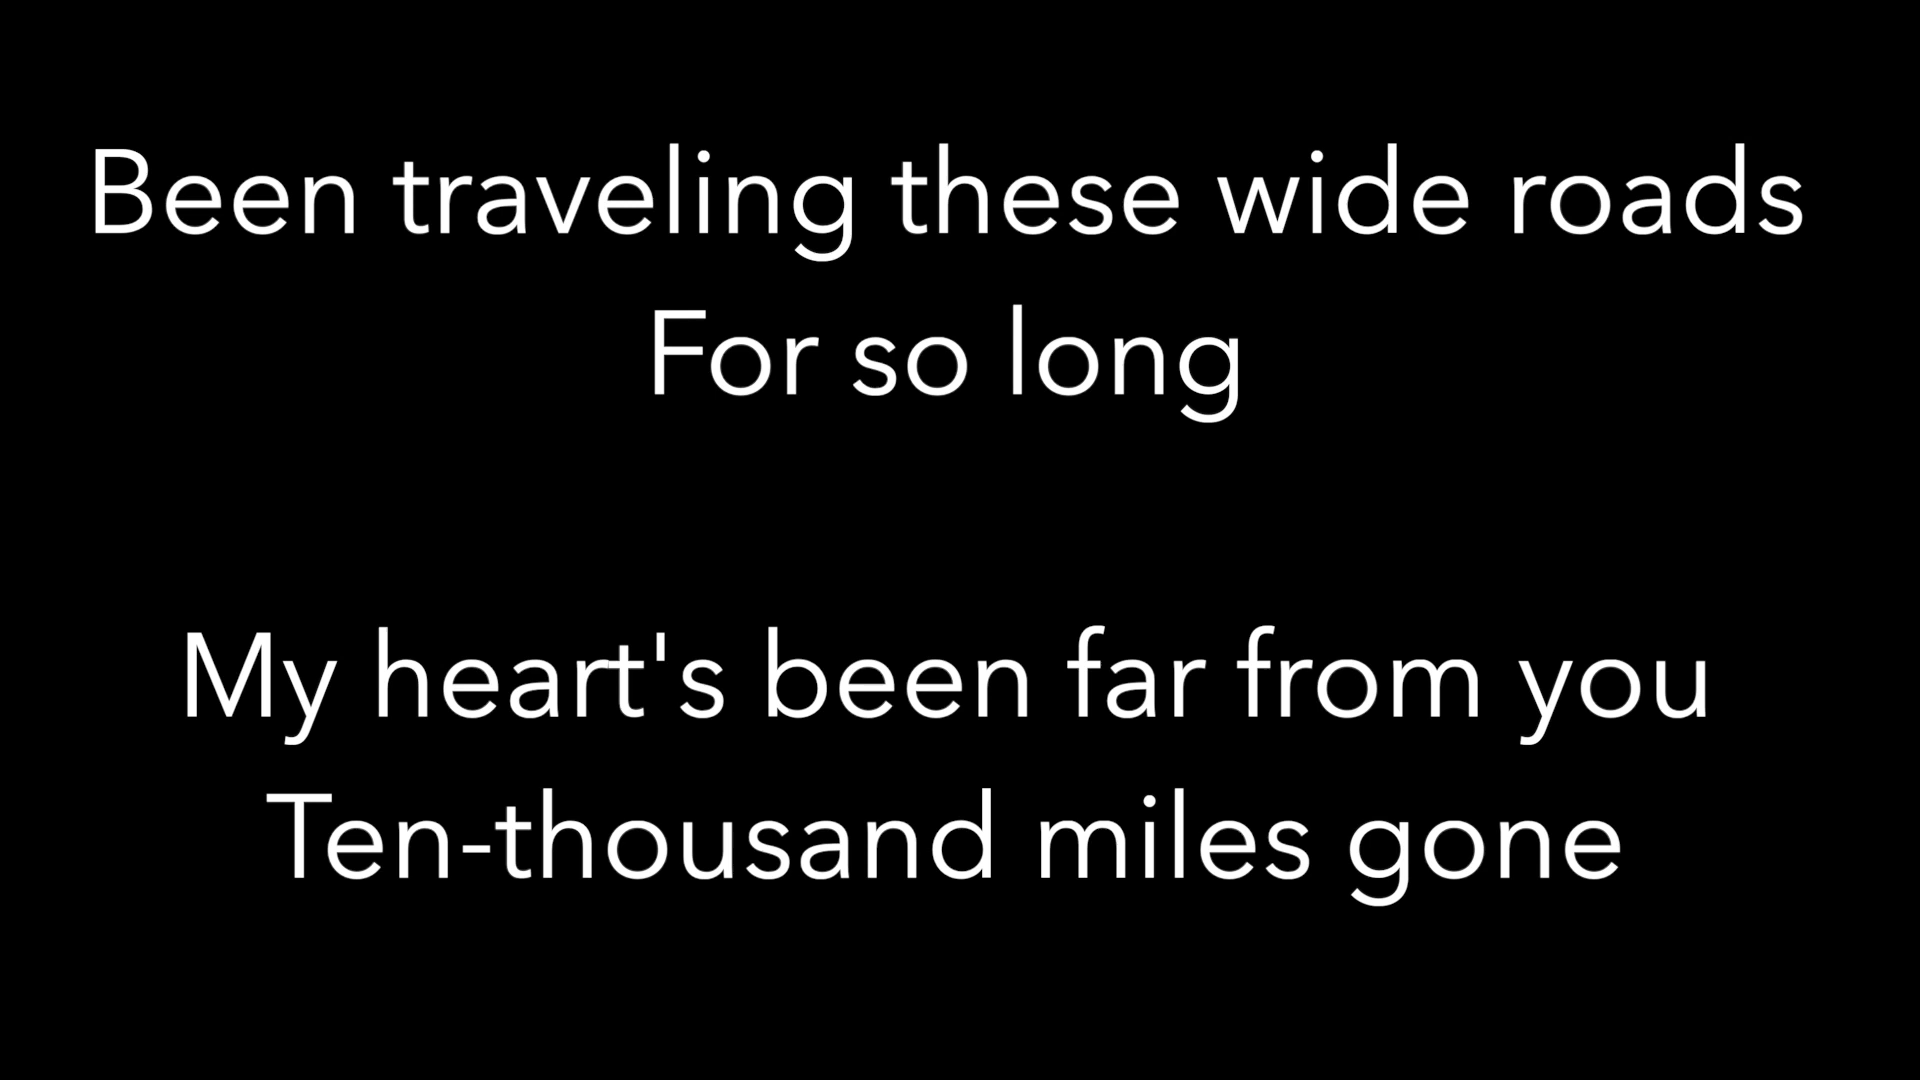 Been traveling these wide roads
For so long
My heart's been far from you
Ten-thousand miles gone